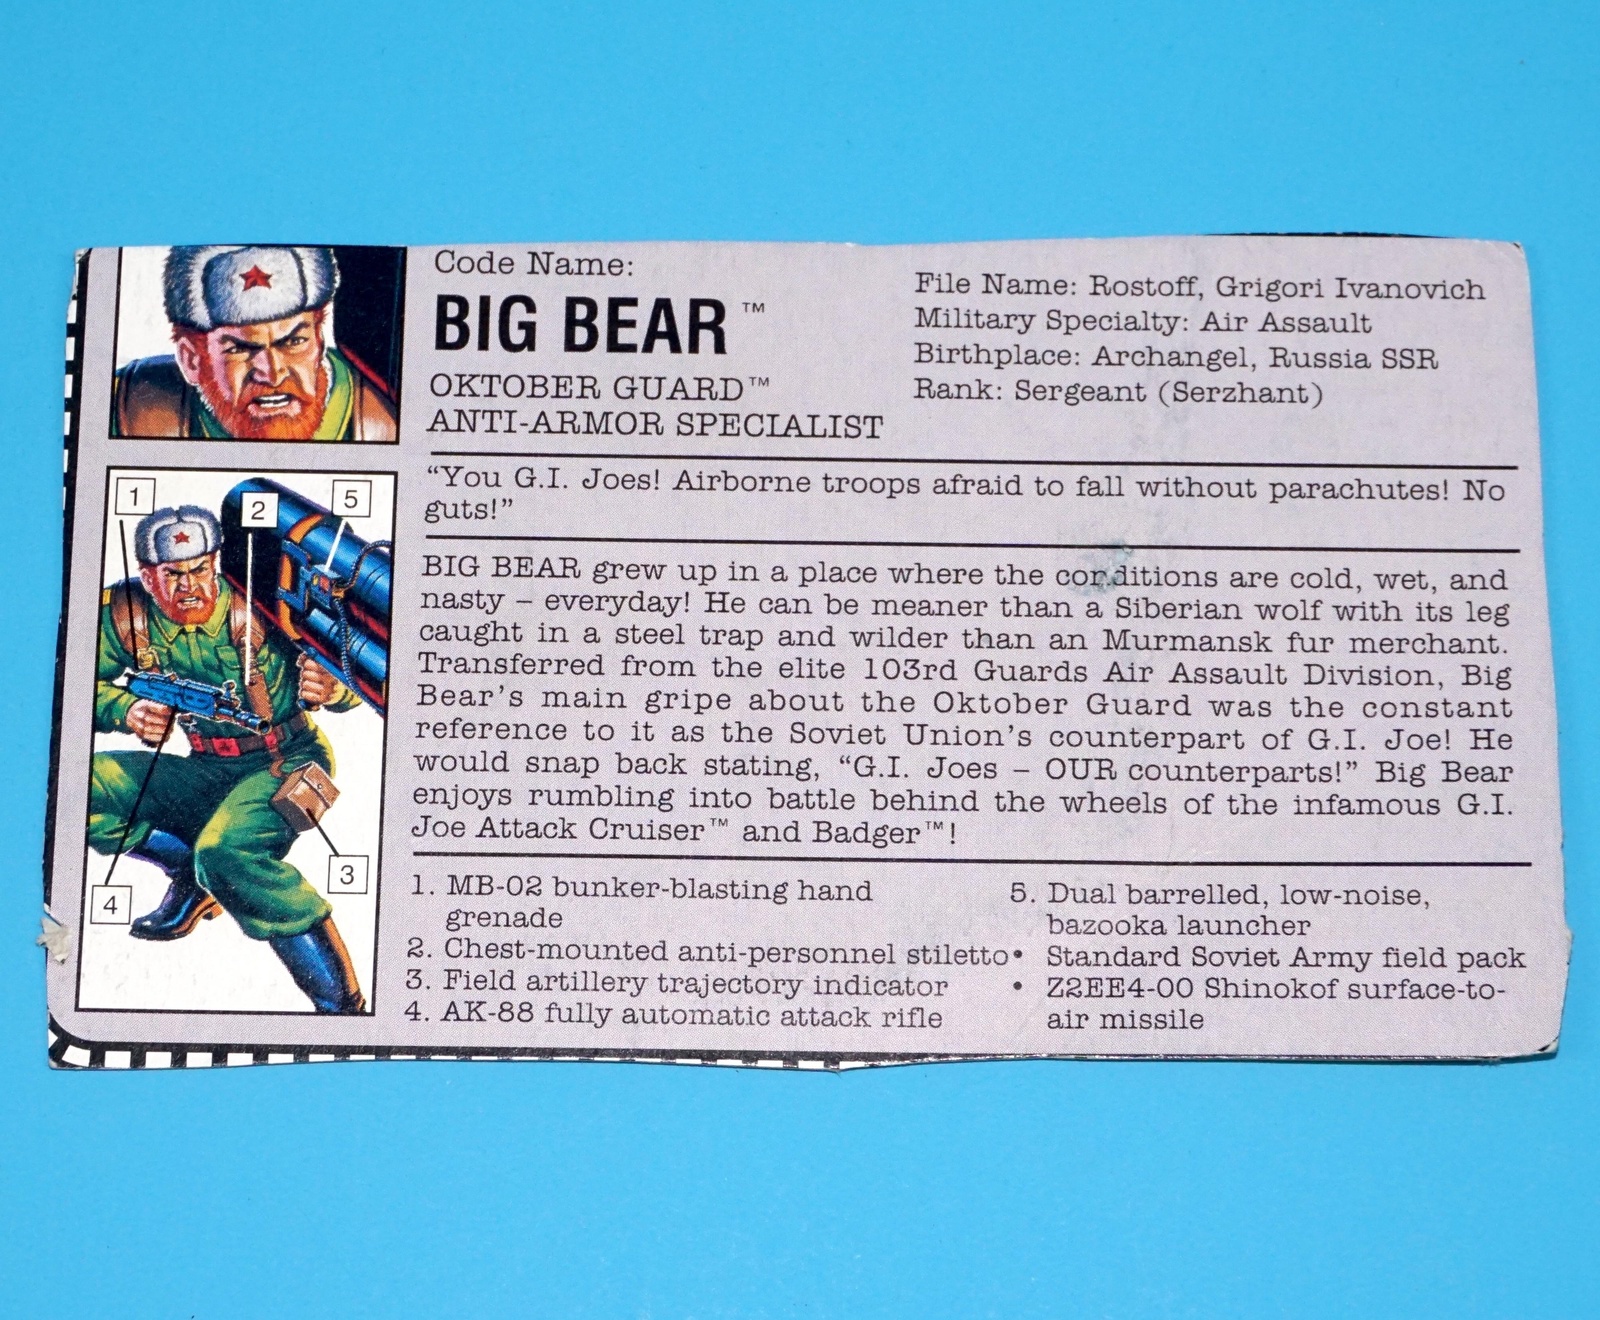 Code Name:
BIG BEAR™
OKTOBER GUARD™
ANTI-ARMOR SPECIALIST
File Name: Rostoff, Grigori Ivanovich
Military Specialty: Air Assault
Birthplace: Archangel, Russia SSR
Rank: Sergeant (Serzhant)
“You G.I. Joes! Airborne troops afraid to fall without parachutes! No
guts!”
BIG BEAR grew up in a place where the conditions are cold, wet, and
nasty – everyday! He can be meaner than a Siberian wolf with its leg
caught in a steel trap and wilder than an Murmansk fur merchant.
Transferred from the elite 103rd Guards Air Assault Division, Big
Bear's main gripe about the Oktober Guard was the constant
reference to it as the Soviet Union's counterpart of G.I. Joe! He
would snap back stating, “G.I. Joes – OUR counterparts!” Big Bear
enjoys rumbling into battle behind the wheels of the infamous G.I.
Joe Attack Cruiser™ and Badger™!
1. MB-02 bunker-blasting hand
grenade
2. Chest-mounted anti-personnel stiletto
3. Field artillery trajectory indicator
4. AK-88 fully automatic attack rifle
5. Dual barrelled, low-noise,
bazooka launcher
• Standard Soviet Army field pack
• Z2EE4-00 Shinokof surface-to-
air missile
1
2
5
3
4